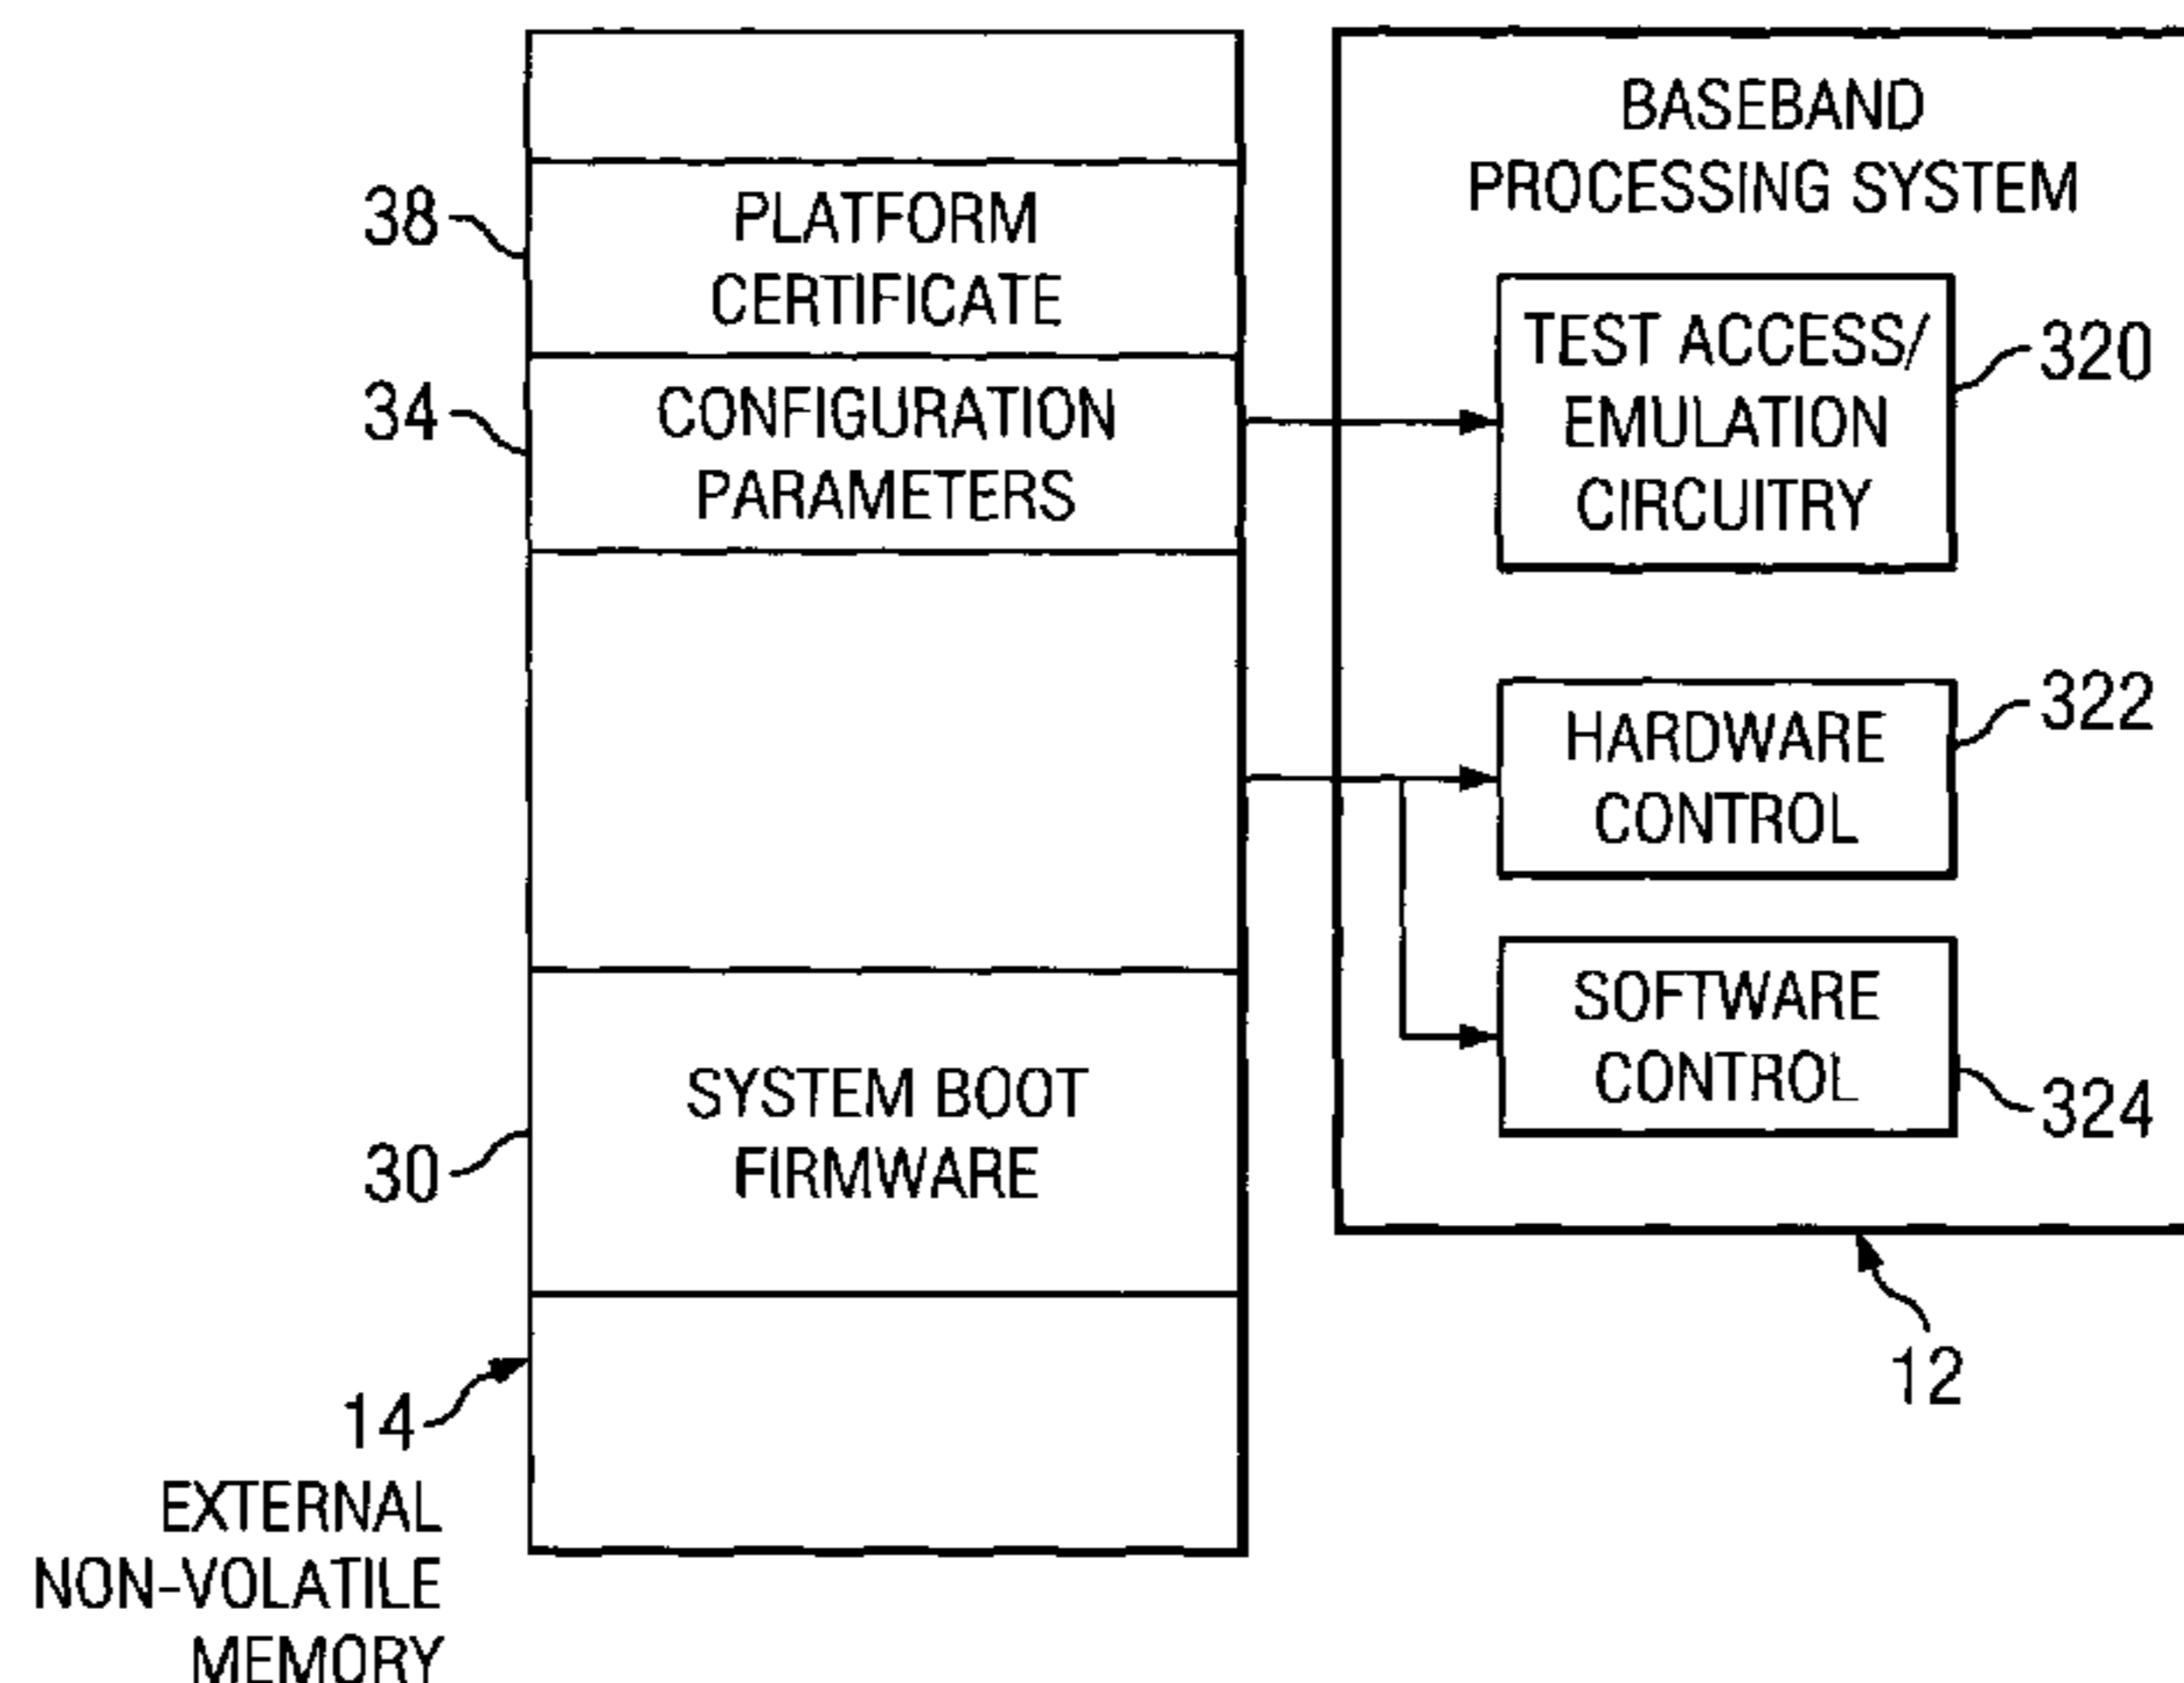 38
PLATFORM
CERTIFICATE
34
CONFIGURATION
PARAMETERS
30
SYSTEM BOOT
FIRMWARE
14
EXTERNAL
NON-VOLATILE
MEMORY
BASEBAND
PROCESSING SYSTEM
TEST ACCESS/
EMULATION
CIRCUITRY
320
HARDWARE
CONTROL
322
SOFTWARE
CONTROL
324
12